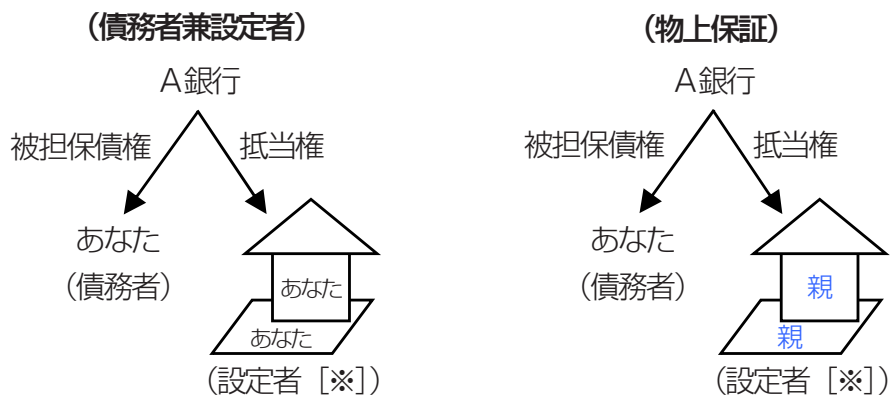 (債務者兼設定者)
A銀行
被担保債権
抵当権
あなた
(債務者)
あなた
あなた
(設定者[※])
(物上保証)
A銀行
被担保債権
抵当権
あなた
(債務者)
親
親
(設定者[※])